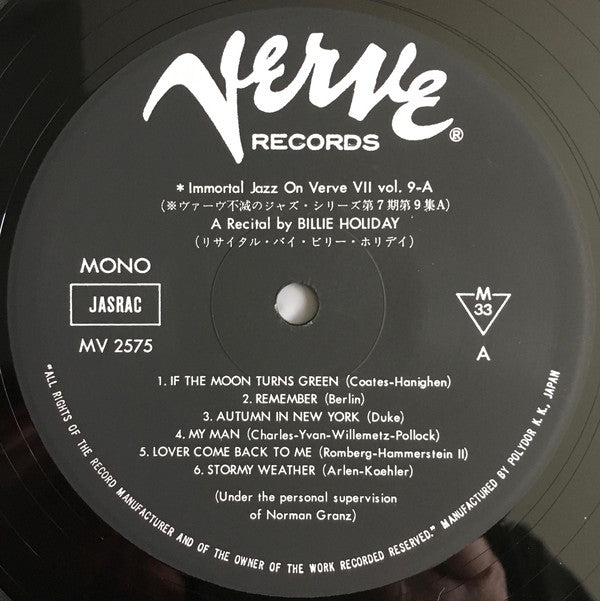 Verve
RECORDS®
* Immortal Jazz On Verve VII vol. 9-A
(※ヴァーヴ不滅のジャズ・シリーズ第7期第9集A)
A Recital by BILLIE HOLIDAY
(リサイタル・バイ・ビリー・ホリデイ)
MONO
JASRAC
MV 2575
M
33
A
1. IF THE MOON TURNS GREEN (Coates-Hanighen)
2. REMEMBER (Berlin)
3. AUTUMN IN NEW YORK (Duke)
4. MY MAN (Charles-Yvan-Willemetz-Pollock)
5. LOVER COME BACK TO ME (Romberg-Hammerstein II)
6. STORMY WEATHER (Arlen-Koehler)
(Under the personal supervision
of Norman Granz)
"ALL RIGHTS OF THE RECORD MANUFACTURER AND OF THE OWNER OF THE WORK RECORDED RESERVED." MANUFACTURED BY POLYDOR K. K., JAPAN